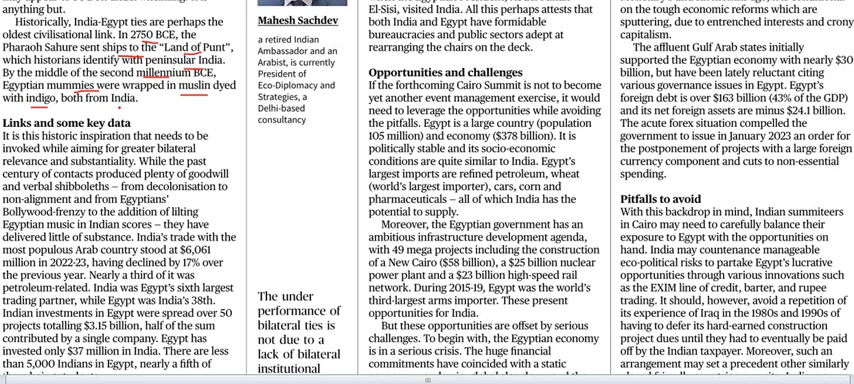 anything but.
Historically, India-Egypt ties are perhaps the
oldest civilisational link. In 2750 BCE, the
Pharaoh Sahure sent ships to the “Land of Punt”,
which historians identify with peninsular India.
By the middle of the second millennium BCE,
Egyptian mummies were wrapped in muslin dyed
with indigo, both from India.
Links and some key data
It is this historic inspiration that needs to be
invoked while aiming for greater bilateral
relevance and substantiality. While the past
century of contacts produced plenty of goodwill
and verbal shibboleths – from decolonisation to
non-alignment and from Egyptians’
Bollywood-frenzy to the addition of lilting
Egyptian music in Indian scores – they have
delivered little of substance. India’s trade with the
most populous Arab country stood at $6,061
million in 2022-23, having declined by 17% over
the previous year. Nearly a third of it was
petroleum-related. India was Egypt’s sixth largest
trading partner, while Egypt was India’s 38th.
Indian investments in Egypt were spread over 50
projects totalling $3.15 billion, half of the sum
contributed by a single company. Egypt has
invested only $37 million in India. There are less
than 5,000 Indians in Egypt, nearly a fifth of
Mahesh Sachdev
a retired Indian
Ambassador and an
Arabist, is currently
President of
Eco-Diplomacy and
Strategies, a
Delhi-based
consultancy
The under
performance of
bilateral ties is
not due to a
lack of bilateral
institutional
El-Sisi, visited India. All this perhaps attests that
both India and Egypt have formidable
bureaucracies and public sectors adept at
rearranging the chairs on the deck.
Opportunities and challenges
If the forthcoming Cairo Summit is not to become
yet another event management exercise, it would
need to leverage the opportunities while avoiding
the pitfalls. Egypt is a large country (population
105 million) and economy ($378 billion). It is
politically stable and its socio-economic
conditions are quite similar to India. Egypt’s
largest imports are refined petroleum, wheat
(world’s largest importer), cars, corn and
pharmaceuticals – all of which India has the
potential to supply.
Moreover, the Egyptian government has an
ambitious infrastructure development agenda,
with 49 mega projects including the construction
of a New Cairo ($58 billion), a $25 billion nuclear
power plant and a $23 billion high-speed rail
network. During 2015-19, Egypt was the world’s
third-largest arms importer. These present
opportunities for India.
But these opportunities are offset by serious
challenges. To begin with, the Egyptian economy
is in a serious crisis. The huge financial
commitments have coincided with a static
on the tough economic reforms which are
sputtering, due to entrenched interests and crony
capitalism.
The affluent Gulf Arab states initially
supported the Egyptian economy with nearly $30
billion, but have been lately reluctant citing
various governance issues in Egypt. Egypt’s
foreign debt is over $163 billion (43% of the GDP)
and its net foreign assets are minus $24.1 billion.
The acute forex situation compelled the
government to issue in January 2023 an order for
the postponement of projects with a large foreign
currency component and cuts to non-essential
spending.
Pitfalls to avoid
With this backdrop in mind, Indian summiteers
in Cairo may need to carefully balance their
exposure to Egypt with the opportunities on
hand. India may countenance manageable
eco-political risks to partake Egypt’s lucrative
opportunities through various innovations such
as the EXIM line of credit, barter, and rupee
trading. It should, however, avoid a repetition of
its experience of Iraq in the 1980s and 1990s of
having to defer its hard-earned construction
project dues until they had to eventually be paid
off by the Indian taxpayer. Moreover, such an
arrangement may set a precedent other similarly